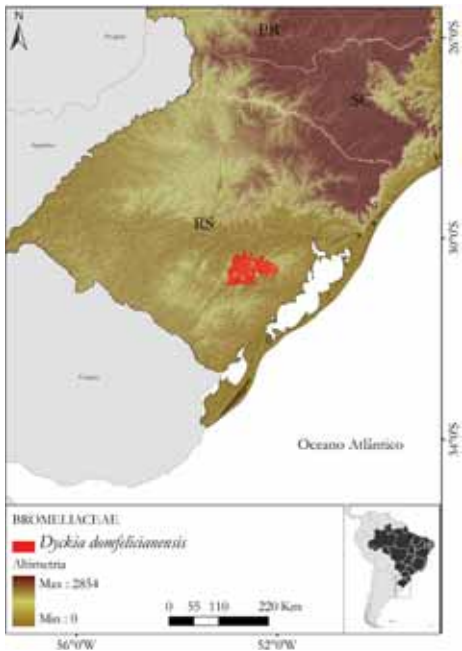 N
PR
SC
RS
26°0'S
30°0'S
34°0'S
Oceano Atlântico
BROMELIACEAE
Dyckia domfelicianensis
Altimetria
Max : 2854
Min : 0
0 55 110 220 Km
56°0'W 52°0'W